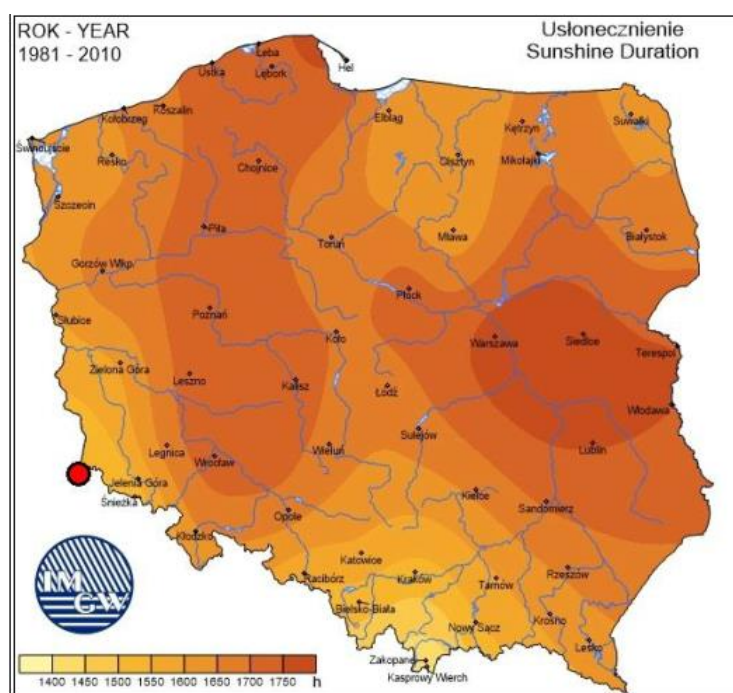 ROK - YEAR
1981 - 2010
Usłonecznienie
Sunshine Duration
Łeba
Hel
Ustka
Lębork
Koszalin
Kołobrzeg
Elbląg
Kętrzyn
Suwałki
Świnoujście
Resko
Chojnice
Olsztyn
Mikołajki
Szczecin
Piła
Toruń
Mława
Białystok
Gorzów Wlkp.
Płock
Słubice
Poznań
Koło
Warszawa
Siedlce
Terespol
Zielona Góra
Leszno
Kalisz
Łódź
Włodawa
Sulejów
Legnica
Wrocław
Wieluń
Lublin
Jelenia Góra
Śnieżka
Kielce
Sandomierz
Opole
Kłodzko
Katowice
Racibórz
Kraków
Tarnów
Rzeszów
Bielsko-Biała
Nowy Sącz
Krosno
Lesko
Zakopane
Kasprowy Wierch
IM
GW
1400 1450 1500 1550 1600 1650 1700 1750 h